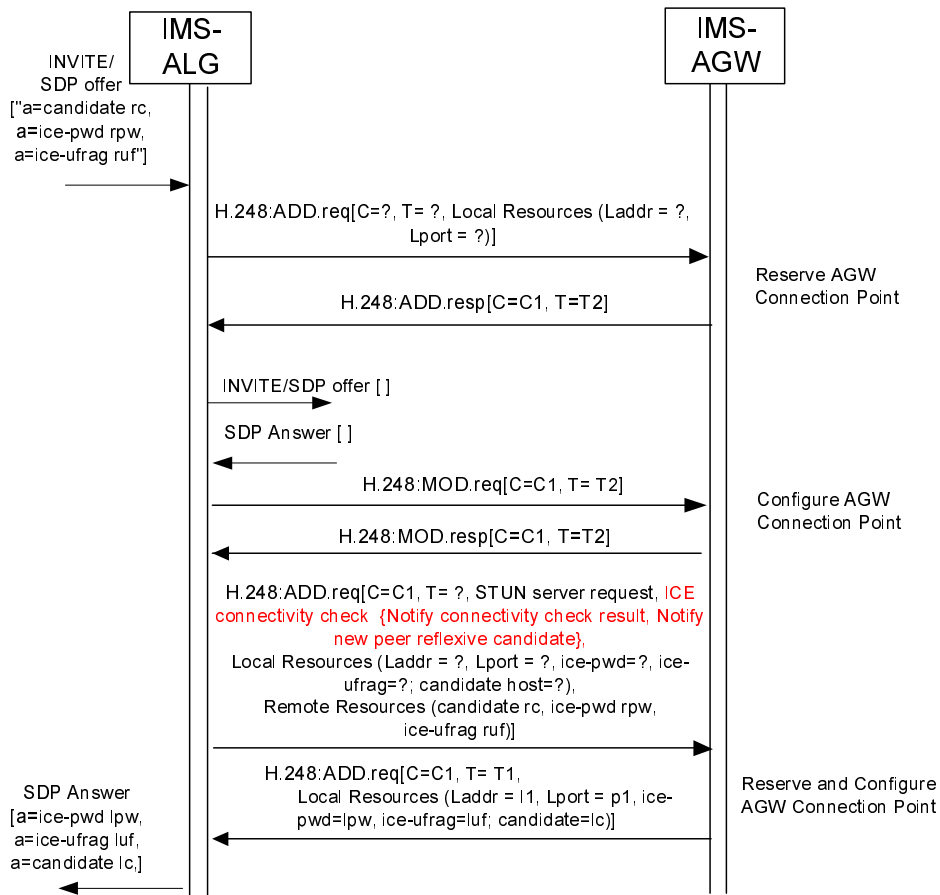 IMS-
ALG
IMS-
AGW
INVITE/
SDP offer
["a=candidate rc,
a=ice-pwd rpw,
a=ice-ufrag ruf"]
H.248:ADD.req[C=?, T= ?, Local Resources (Laddr = ?,
Lport = ?)]
Reserve AGW
Connection Point
H.248:ADD.resp[C=C1, T=T2]
INVITE/SDP offer [ ]
SDP Answer [ ]
H.248:MOD.req[C=C1, T= T2]
Configure AGW
Connection Point
H.248:MOD.resp[C=C1, T=T2]
H.248:ADD.req[C=C1, T= ?, STUN server request, ICE
connectivity check {Notify connectivity check result, Notify
new peer reflexive candidate},
Local Resources (Laddr = ?, Lport = ?, ice-pwd=?, ice-
ufrag=?; candidate host=?),
Remote Resources (candidate rc, ice-pwd rpw,
ice-ufrag ruf)]
H.248:ADD.req[C=C1, T= T1,
Local Resources (Laddr = l1, Lport = p1, ice-
pwd=lpw, ice-ufrag=luf; candidate=lc)]
Reserve and Configure
AGW Connection Point
SDP Answer
[a=ice-pwd lpw,
a=ice-ufrag luf,
a=candidate lc,]